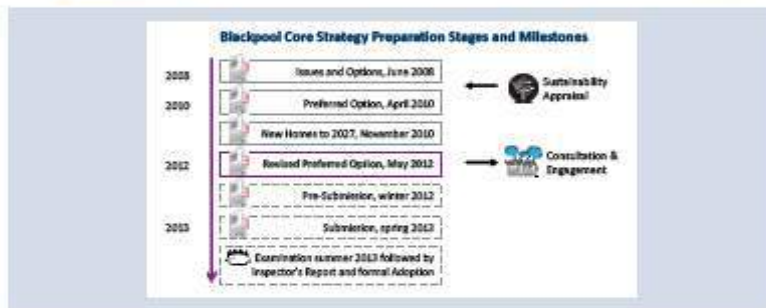 Blackpool Core Strategy Preparation Stages and Milestones
2008
Issues and Options, June 2008
Sustainability
Appraisal
2010
Preferred Option, April 2010
New Homes to 2027, November 2010
2012
Revised Preferred Option, May 2012
Consultation &
Engagement
Pre-Submission, winter 2012
2013
Submission, spring 2013
Examination summer 2013 followed by
Inspector's Report and formal Adoption